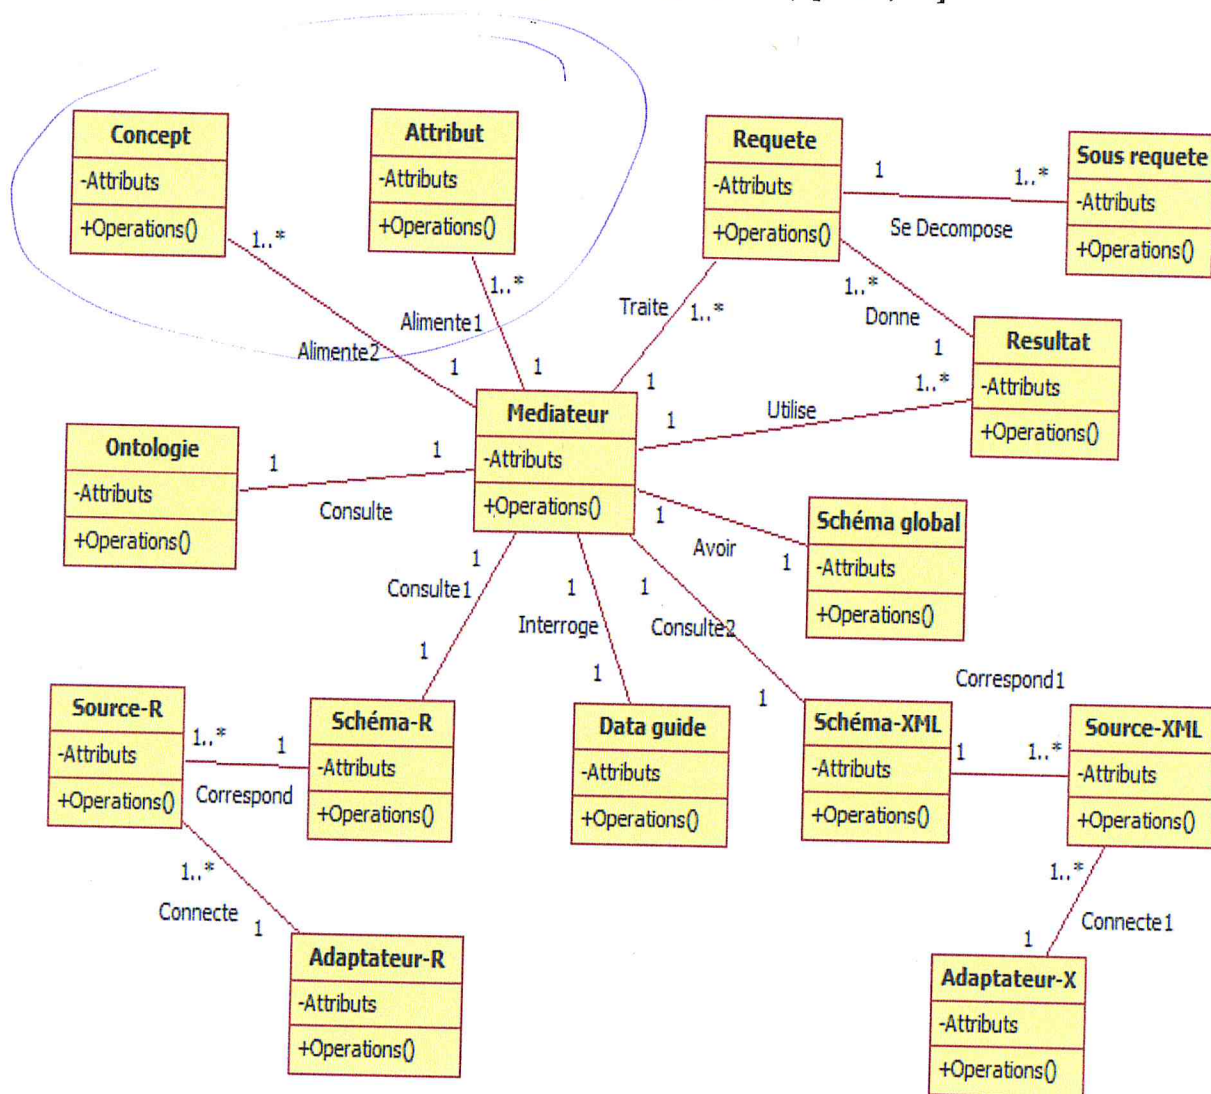 Concept
-Attributs
+Operations()
Attribut
-Attributs
+Operations()
Requete
-Attributs
+Operations()
Sous requete
-Attributs
+Operations()
1
1..*
Se Decompose
1..*
Alimente2
1
1..*
Alimente1
1
Traite
1..*
1
1..*
Donne
1
Resultat
-Attributs
+Operations()
Mediateur
-Attributs
+Operations()
1
Utilise
1..*
Ontologie
-Attributs
+Operations()
1
1
Consulte
Schéma global
-Attributs
+Operations()
1
Avoir
1
1
Consulte1
1
1
Interroge
1
1
Consulte2
1
Source-R
-Attributs
+Operations()
1..*
1
Correspond
Schéma-R
-Attributs
+Operations()
Data guide
-Attributs
+Operations()
Schéma-XML
-Attributs
+Operations()
Correspond1
1
1..*
Source-XML
-Attributs
+Operations()
1..*
Connecte
1
Adaptateur-R
-Attributs
+Operations()
1..*
Connecte1
1
Adaptateur-X
-Attributs
+Operations()